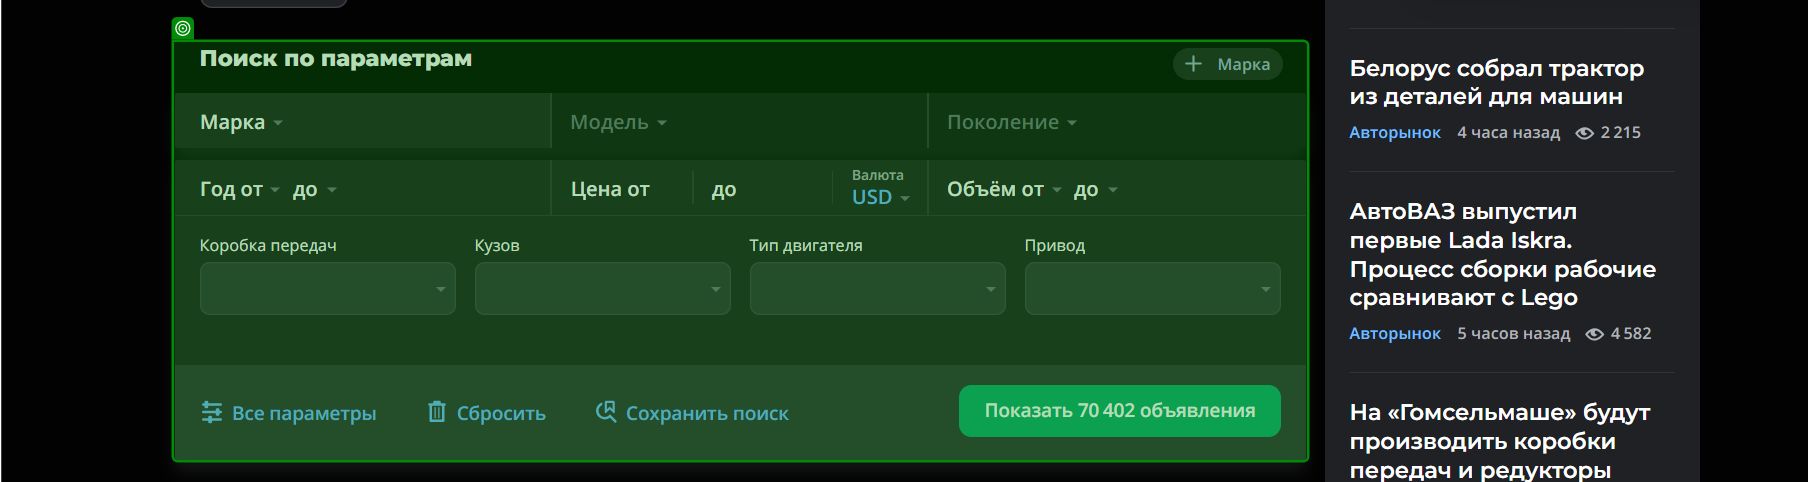 Поиск по параметрам
Марка
Марка
Модель
Поколение
Год от до
Цена от до
Валюта
USD
Объём от до
Коробка передач
Кузов
Тип двигателя
Привод
Все параметры
Сбросить
Сохранить поиск
Показать 70 402 объявления
Белорус собрал трактор
из деталей для машин
Авторынок 4 часа назад 2 215
АвтоВАЗ выпустил
первые Lada Iskra.
Процесс сборки рабочие
сравнивают с Lego
Авторынок 5 часов назад 4 582
На «Гомсельмаше» будут
производить коробки
передач и редукторы